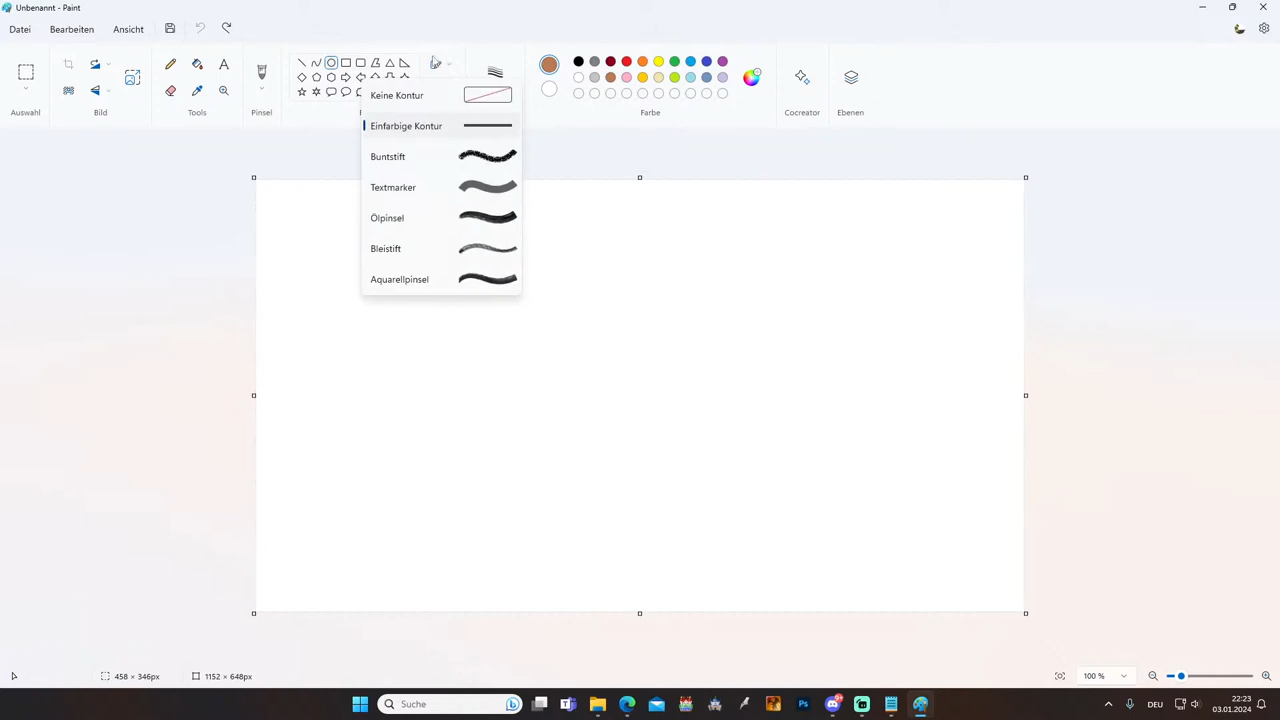 Unbenannt - Paint
Datei Bearbeiten Ansicht
Auswahl Bild Tools Pinsel Farbe Cocreator Ebenen
Keine Kontur
Einfarbige Kontur
Buntstift
Textmarker
Ölpinsel
Bleistift
Aquarellpinsel
458 × 346px 1152 × 648px 100 %
Suche DEU 22:23
03.01.2024